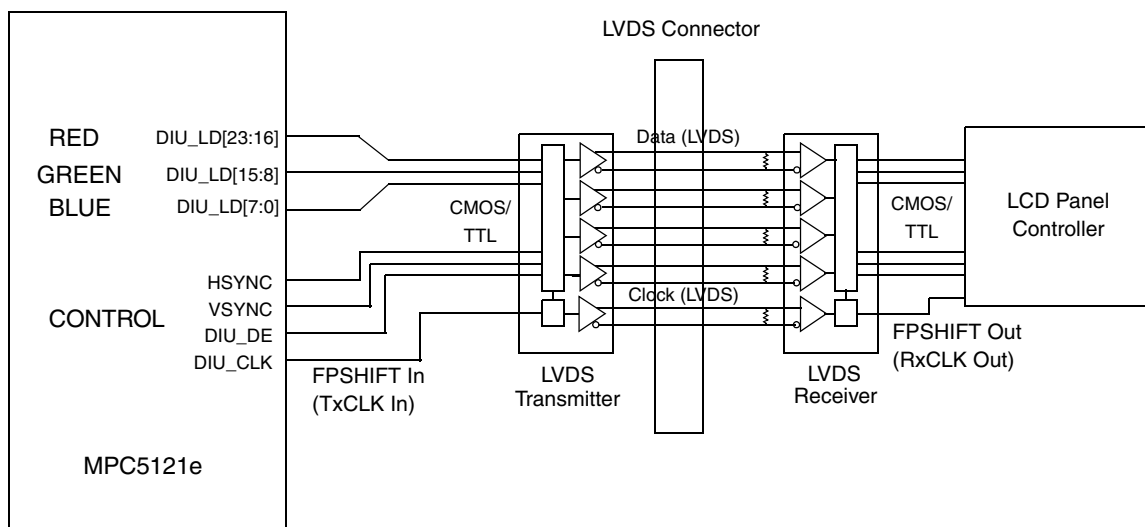 LVDS Connector
RED
DIU_LD[23:16]
GREEN
DIU_LD[15:8]
BLUE
DIU_LD[7:0]
CMOS/
TTL
Data (LVDS)
CMOS/
TTL
LCD Panel
Controller
CONTROL
HSYNC
VSYNC
DIU_DE
DIU_CLK
Clock (LVDS)
FPSHIFT In
(TxCLK In)
LVDS
Transmitter
LVDS
Receiver
FPSHIFT Out
(RxCLK Out)
MPC5121e